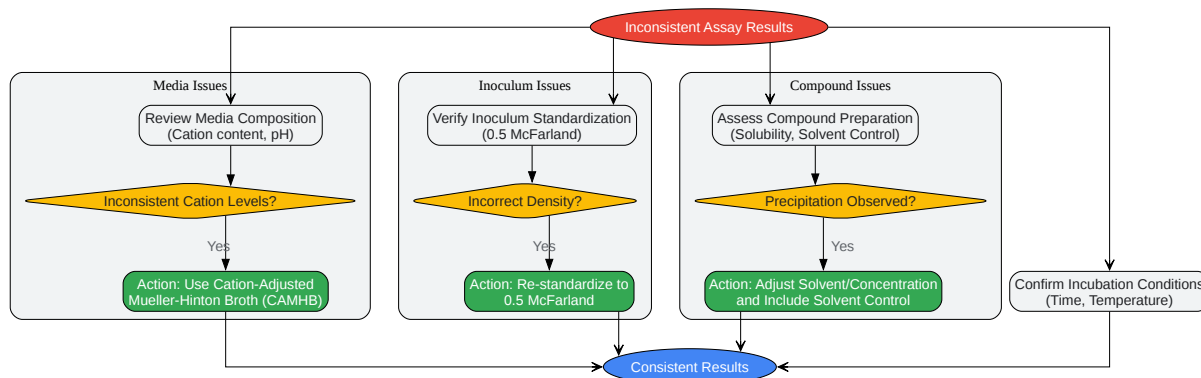 Inconsistent Assay Results
Media Issues
Review Media Composition
(Cation content, pH)
Inconsistent Cation Levels?
Yes
Action: Use Cation-Adjusted
Mueller-Hinton Broth (CAMHB)
Inoculum Issues
Verify Inoculum Standardization
(0.5 McFarland)
Incorrect Density?
Yes
Action: Re-standardize to
0.5 McFarland
Compound Issues
Assess Compound Preparation
(Solubility, Solvent Control)
Precipitation Observed?
Yes
Action: Adjust Solvent/Concentration
and Include Solvent Control
Confirm Incubation Conditions
(Time, Temperature)
Consistent Results